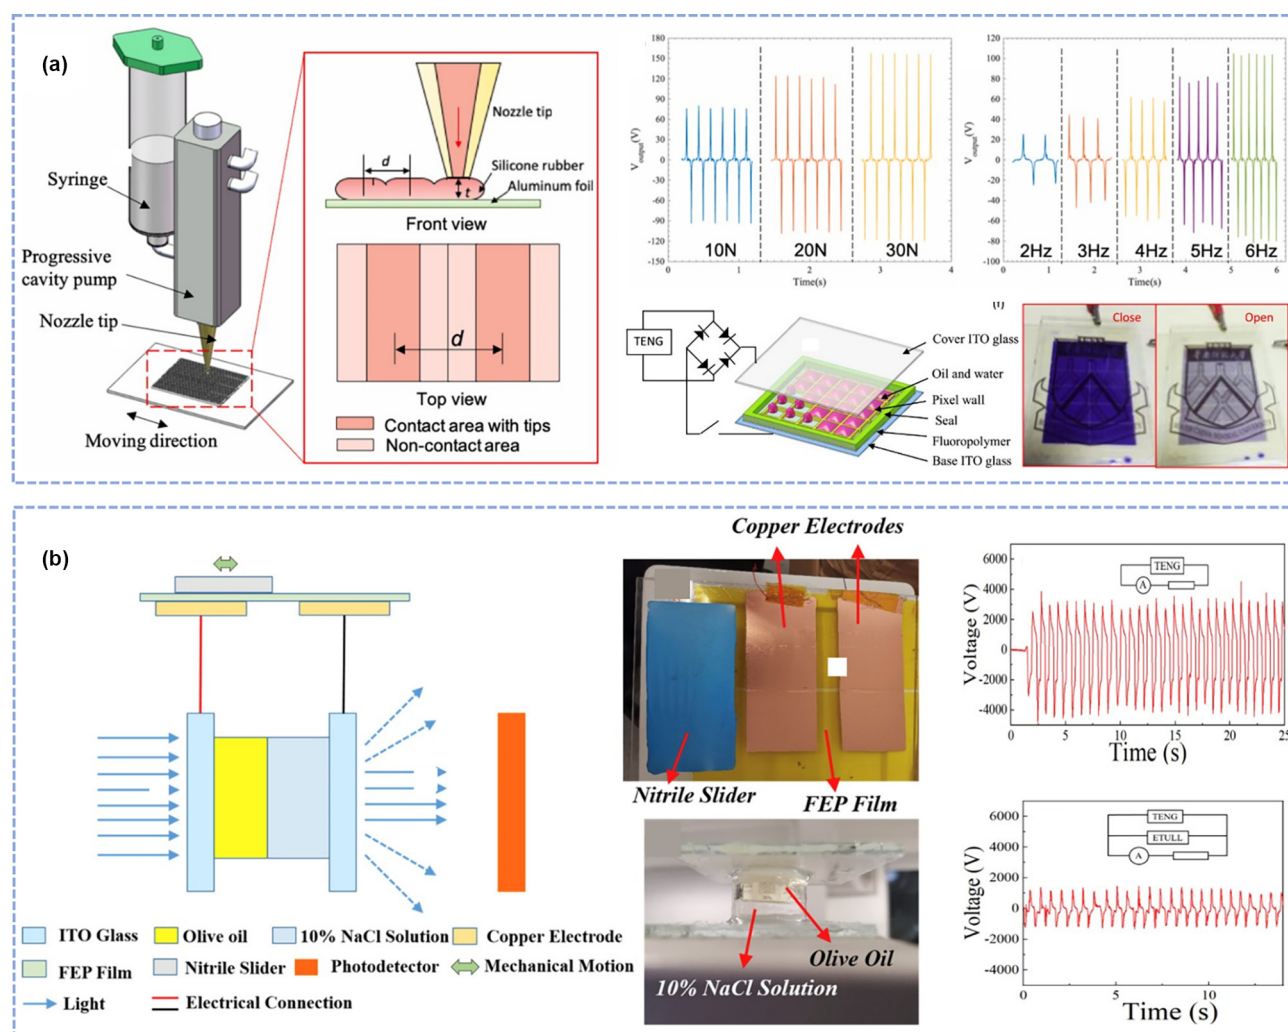 (a)
Syringe
Progressive
cavity pump
Nozzle tip
Moving direction
Nozzle tip
d
Silicone rubber
t
Aluminum foil
Front view
d
Top view
Contact area with tips
Non-contact area
V output(V)
180
150
120
90
60
30
0
-30
-60
-90
-120
-150
10N
20N
30N
0
1
2
3
4
Time(s)
V output(V)
120
100
80
60
40
20
0
-20
-40
-60
-80
-100
2Hz
3Hz
4Hz
5Hz
6Hz
0
1
2
3
4
5
6
Time(s)
TENG
Cover ITO glass
Oil and water
Pixel wall
Seal
Fluoropolymer
Base ITO glass
Close
Open
(b)
ITO Glass
Olive oil
10% NaCl Solution
Copper Electrode
FEP Film
Nitrile Slider
Photodetector
Mechanical Motion
Light
Electrical Connection
Copper Electrodes
Nitrile Slider
FEP Film
Olive Oil
10% NaCl Solution
Voltage (V)
6000
4000
2000
0
-2000
-4000
TENG
A
0
5
10
15
20
25
Time (s)
Voltage (V)
6000
4000
2000
0
-2000
-4000
TENG
ETULL
A
0
5
10
Time (s)